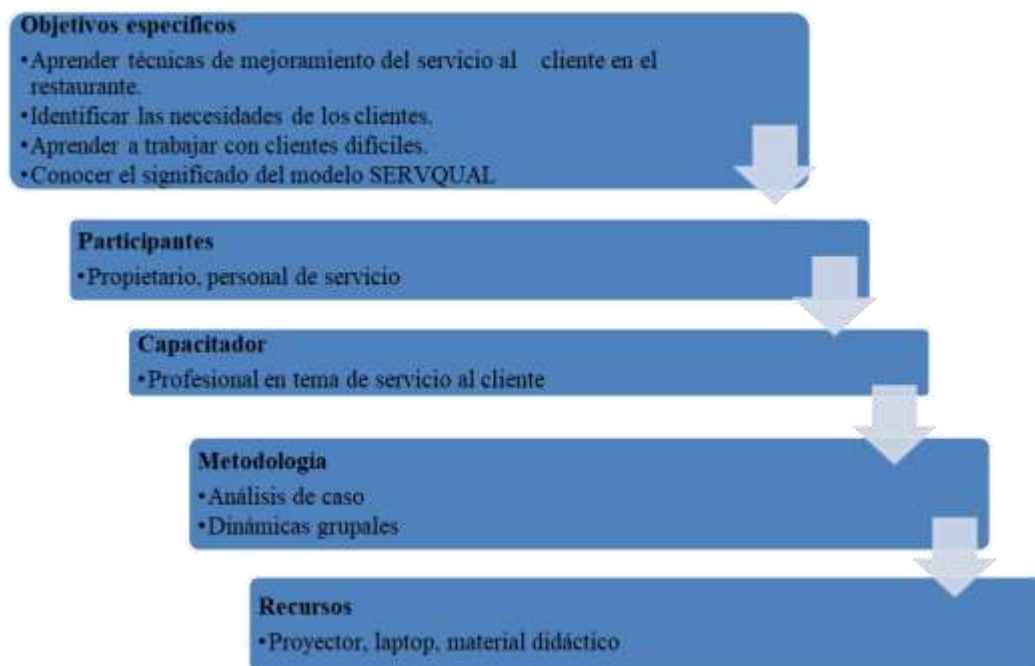 Objetivos específicos
•Aprender técnicas de mejoramiento del servicio al cliente en el
restaurante.
•Identificar las necesidades de los clientes.
•Aprender a trabajar con clientes difíciles.
•Conocer el significado del modelo SERVQUAL
Participantes
•Propietario, personal de servicio
Capacitador
•Profesional en tema de servicio al cliente
Metodología
•Análisis de caso
•Dinámicas grupales
Recursos
•Proyector, laptop, material didáctico